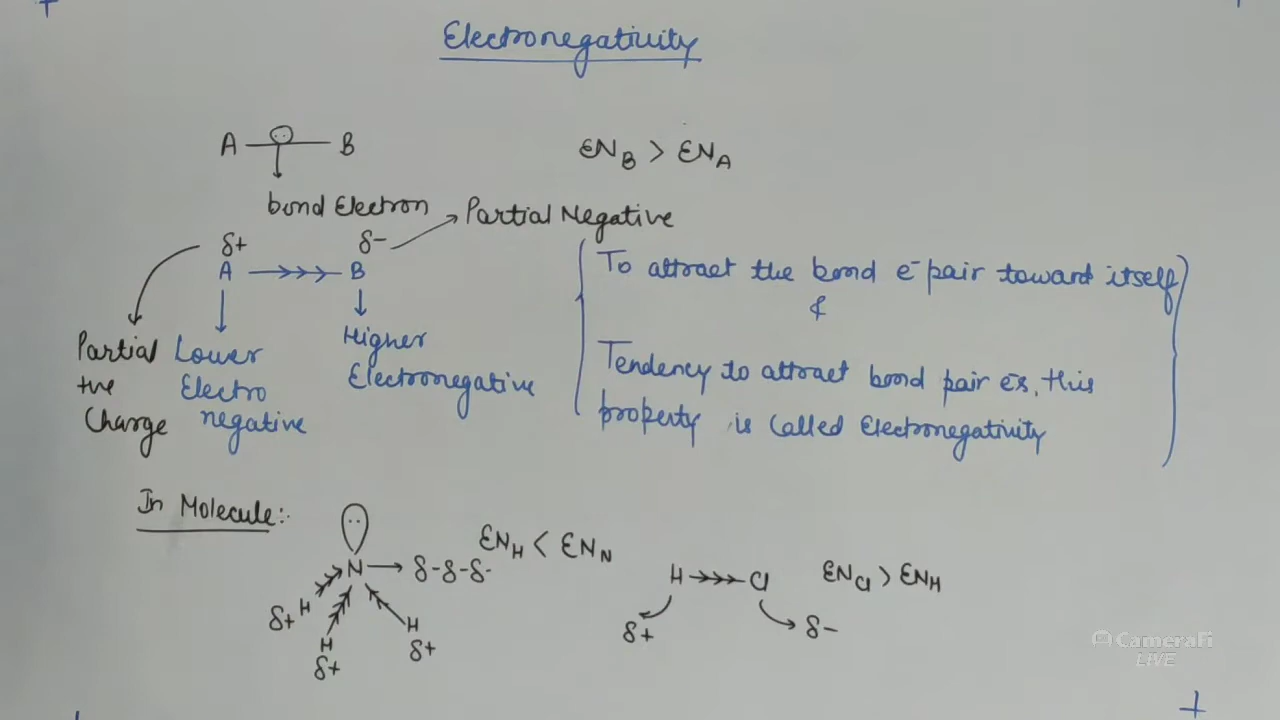 Electronegativity
A — B
EN_B > EN_A
bond Electron
Partial Negative
δ+ δ-
A →→→ B
Partial
+ve
Charge
Lower
Electro
negative
Higher
Electronegative
To attract the bond e⁻ pair toward itself
&
Tendency to attract bond pair es, this
property is called Electronegativity
In Molecule:-
EN_H < EN_N
N → δ-δ-δ-
δ+ H
H
δ+
H
δ+
H →→→ Cl
EN_Cl > EN_H
δ+ δ-
CameraFi
LIVE